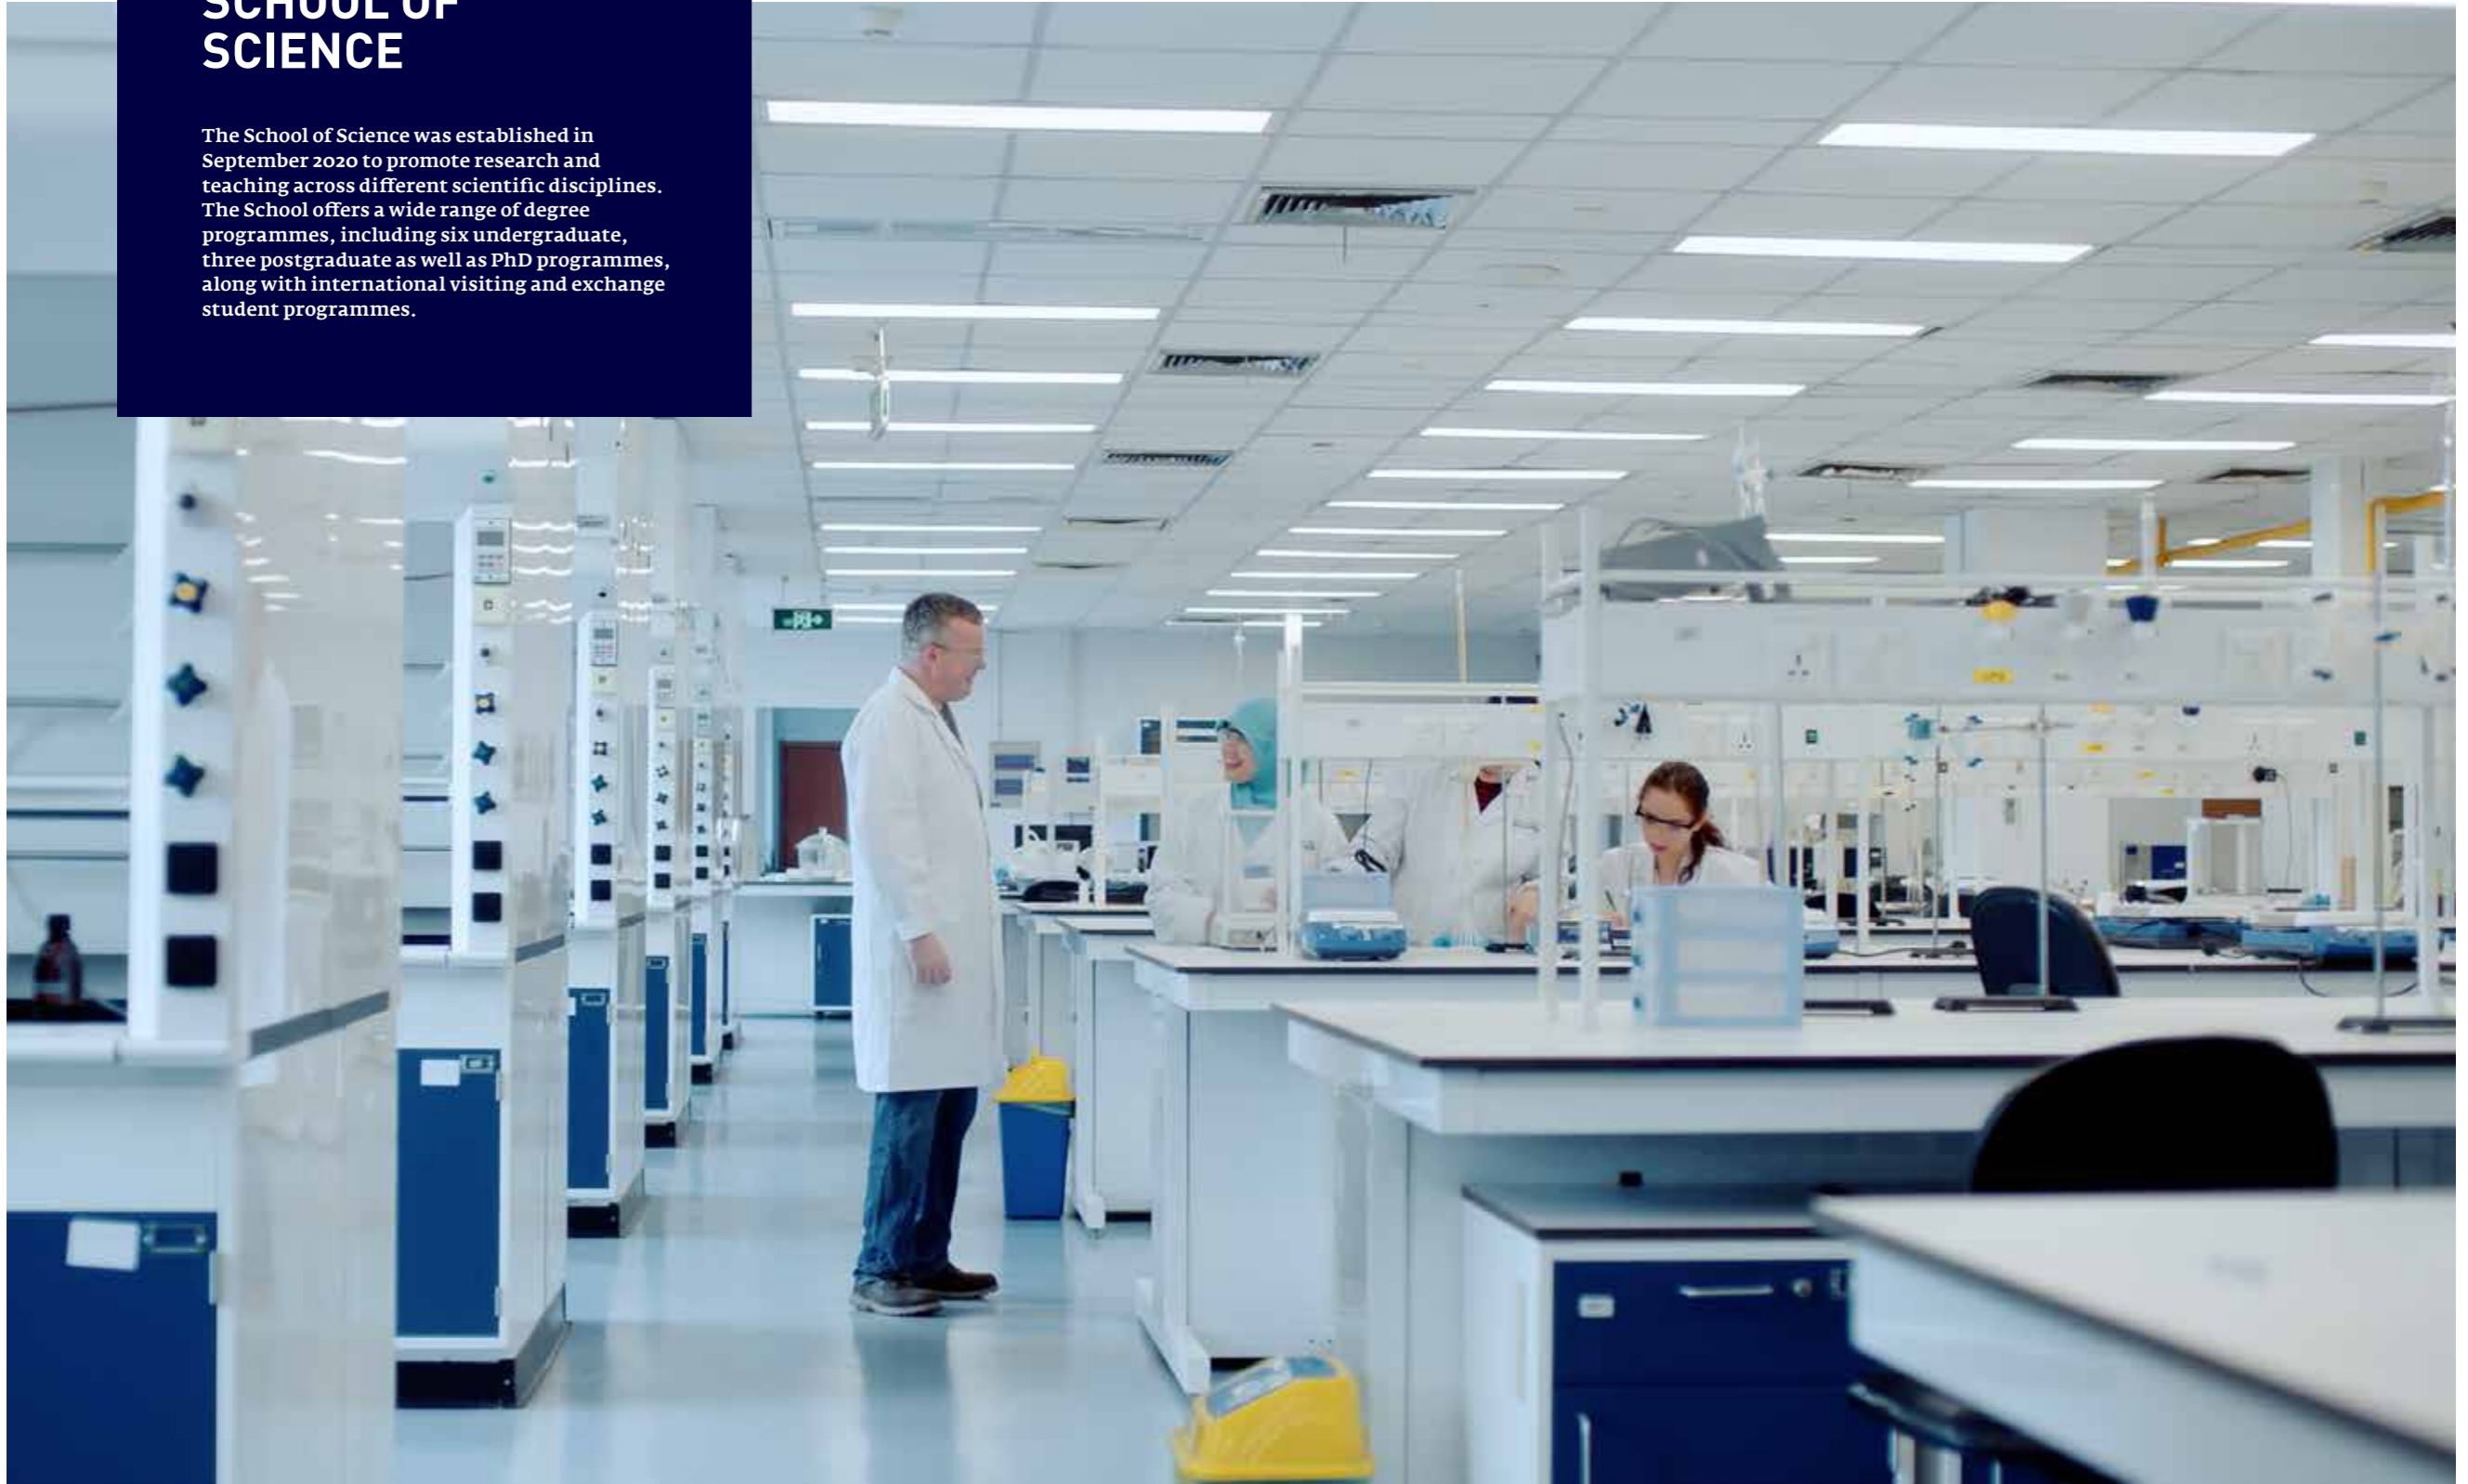 SCHOOL OF
SCIENCE
The School of Science was established in
September 2020 to promote research and
teaching across different scientific disciplines.
The School offers a wide range of degree
programmes, including six undergraduate,
three postgraduate as well as PhD programmes,
along with international visiting and exchange
student programmes.